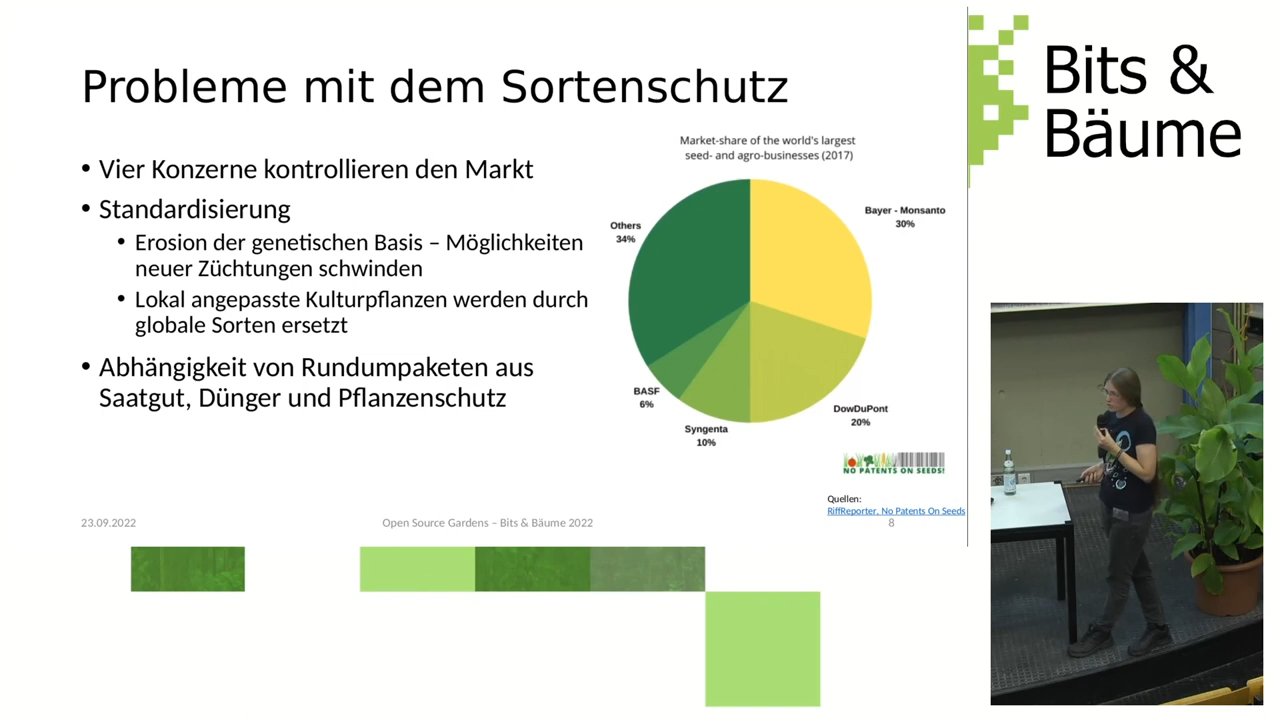 Probleme mit dem Sortenschutz
• Vier Konzerne kontrollieren den Markt
• Standardisierung
• Erosion der genetischen Basis – Möglichkeiten
neuer Züchtungen schwinden
• Lokal angepasste Kulturpflanzen werden durch
globale Sorten ersetzt
• Abhängigkeit von Rundumpaketen aus
Saatgut, Dünger und Pflanzenschutz
Market-share of the world's largest
seed- and agro-businesses (2017)
Bayer - Monsanto
30%
Others
34%
BASF
6%
Syngenta
10%
DowDuPont
20%
NO PATENTS ON SEEDS!
Quellen:
RiffReporter, No Patents On Seeds
23.09.2022
Open Source Gardens – Bits & Bäume 2022
8
Bits &
Bäume